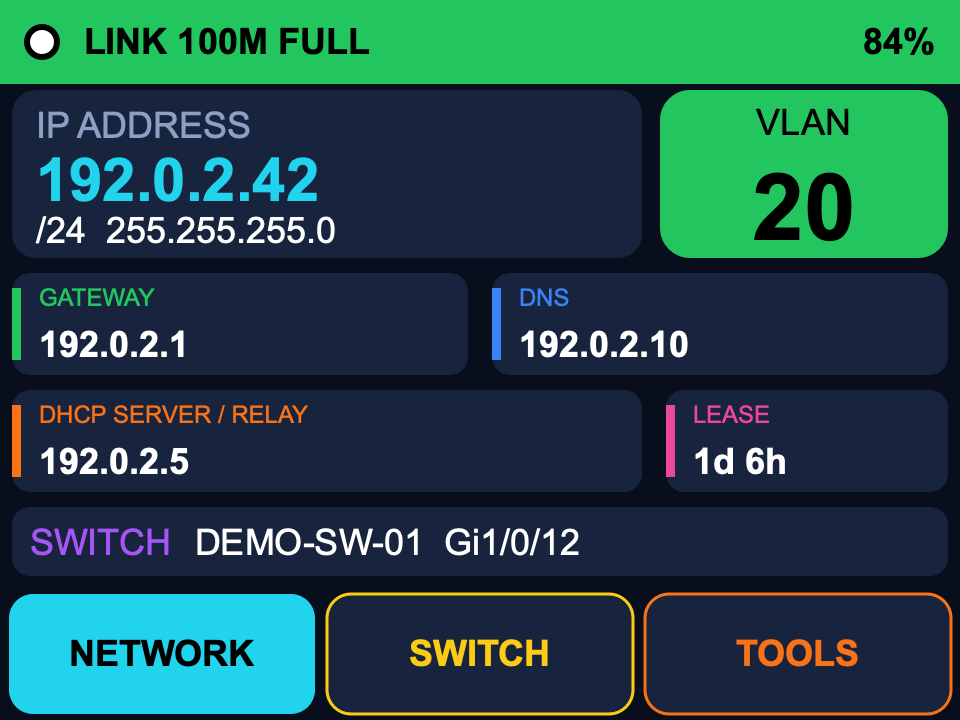 LINK 100M FULL 84%
IP ADDRESS
192.0.2.42
/24 255.255.255.0
VLAN
20
GATEWAY
192.0.2.1
DNS
192.0.2.10
DHCP SERVER / RELAY
192.0.2.5
LEASE
1d 6h
SWITCH DEMO-SW-01 Gi1/0/12
NETWORK SWITCH TOOLS